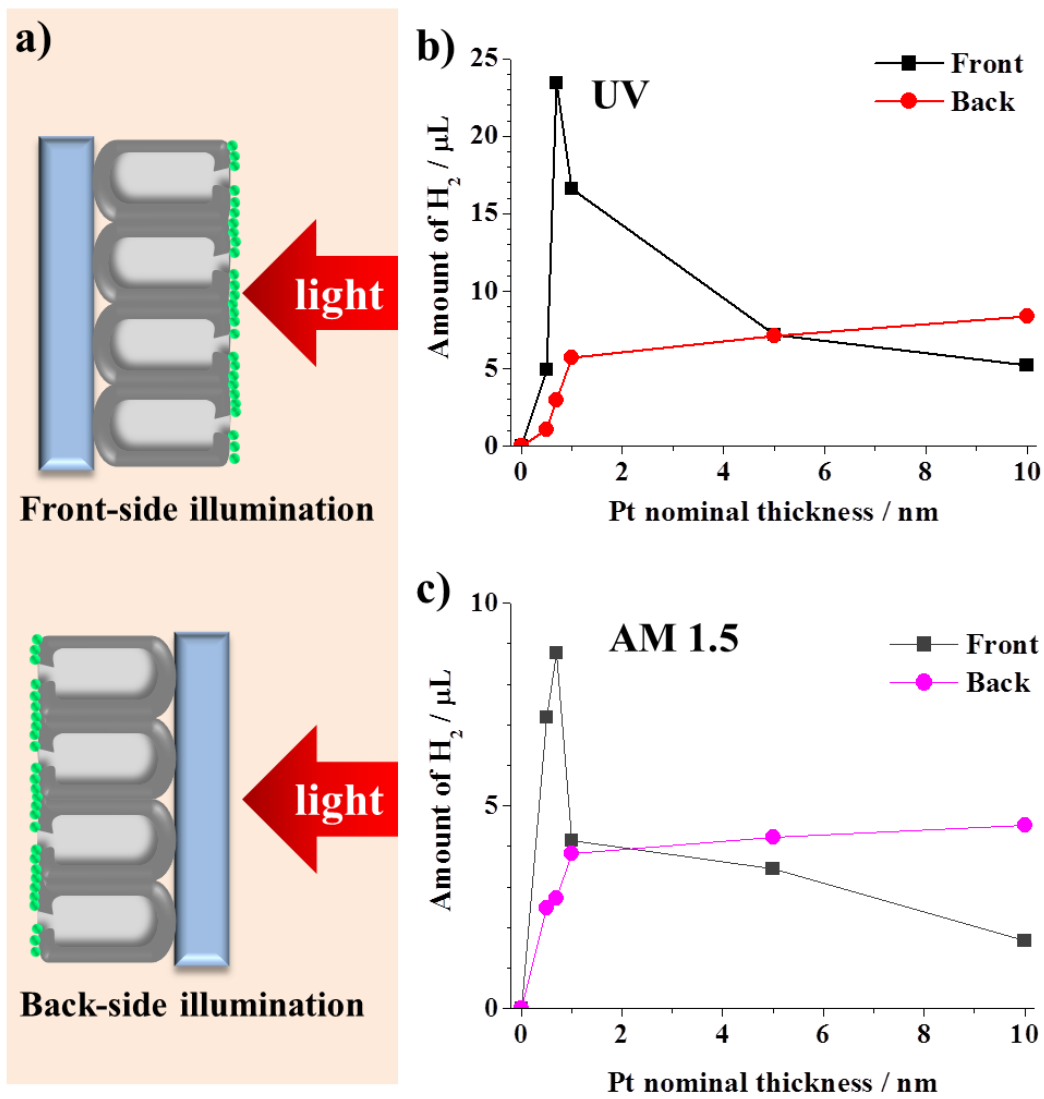 a)
light
Front-side illumination
light
Back-side illumination
b)
UV
Front
Back
Amount of H₂ / µL
25
20
15
10
5
0
0 2 4 6 8 10
Pt nominal thickness / nm
c)
AM 1.5
Front
Back
Amount of H₂ / µL
10
5
0
0 2 4 6 8 10
Pt nominal thickness / nm